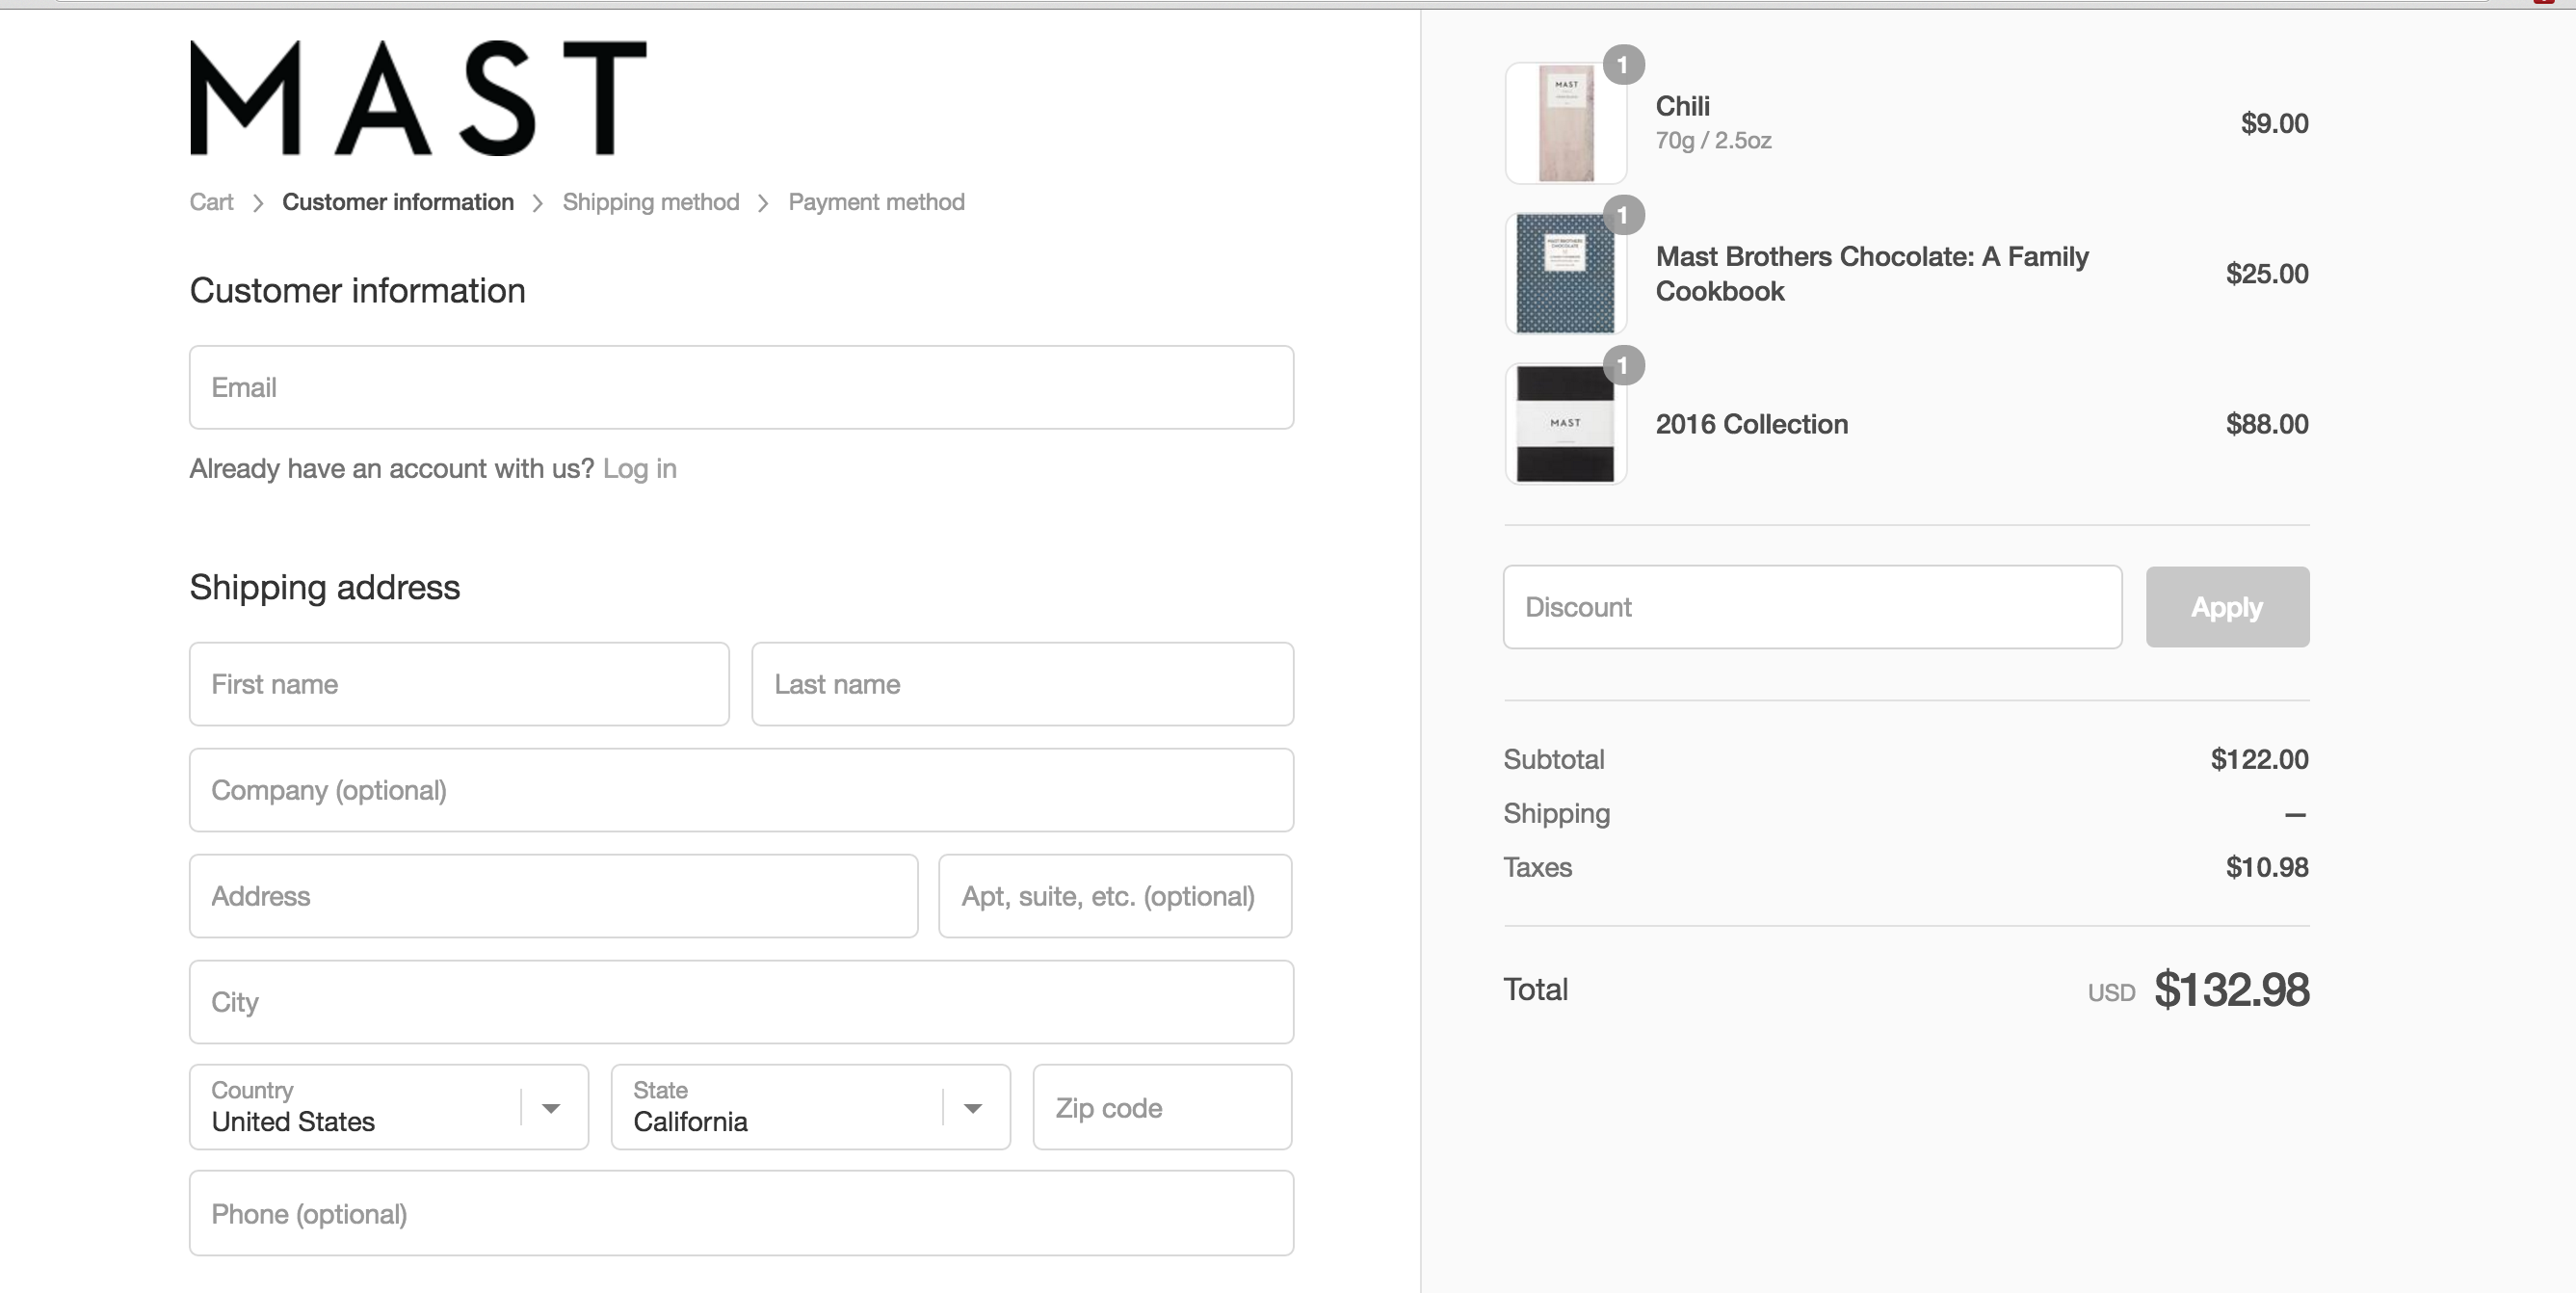 MAST
Cart > Customer information > Shipping method > Payment method
Customer information
Email
Already have an account with us? Log in
Shipping address
First name
Last name
Company (optional)
Address
Apt, suite, etc. (optional)
City
Country
United States
State
California
Zip code
Phone (optional)
MAST
1
Chili
70g / 2.5oz
$9.00
MAST BROTHERS
CHOCOLATE
1
Mast Brothers Chocolate: A Family
Cookbook
$25.00
MAST
1
2016 Collection
$88.00
Discount
Apply
Subtotal
$122.00
Shipping
—
Taxes
$10.98
Total
USD $132.98